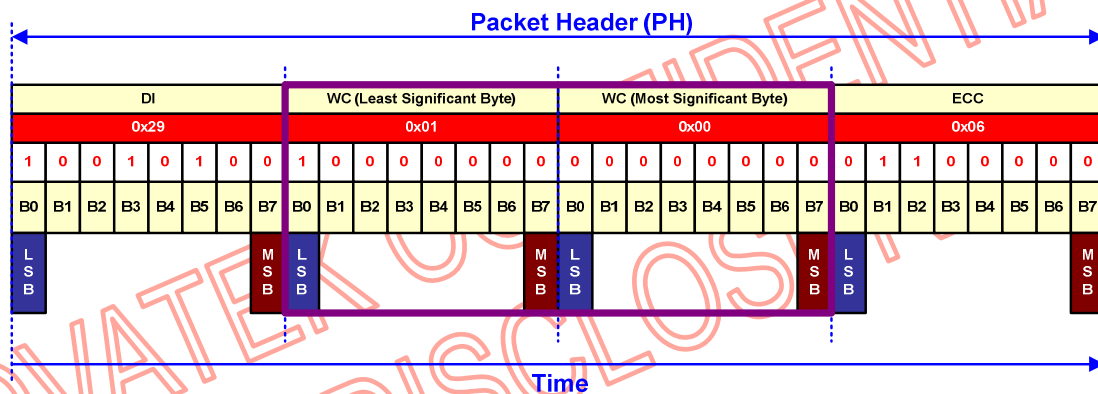 Packet Header (PH)
DI WC (Least Significant Byte) WC (Most Significant Byte) ECC
0x29 0x01 0x00 0x06
1 0 0 1 0 1 0 0 1 0 0 0 0 0 0 0 0 0 0 0 0 0 0 0 0 1 1 0 0 0 0 0
B0 B1 B2 B3 B4 B5 B6 B7 B0 B1 B2 B3 B4 B5 B6 B7 B0 B1 B2 B3 B4 B5 B6 B7 B0 B1 B2 B3 B4 B5 B6 B7
LSB MSB LSB MSB LSB MSB LSB MSB
Time